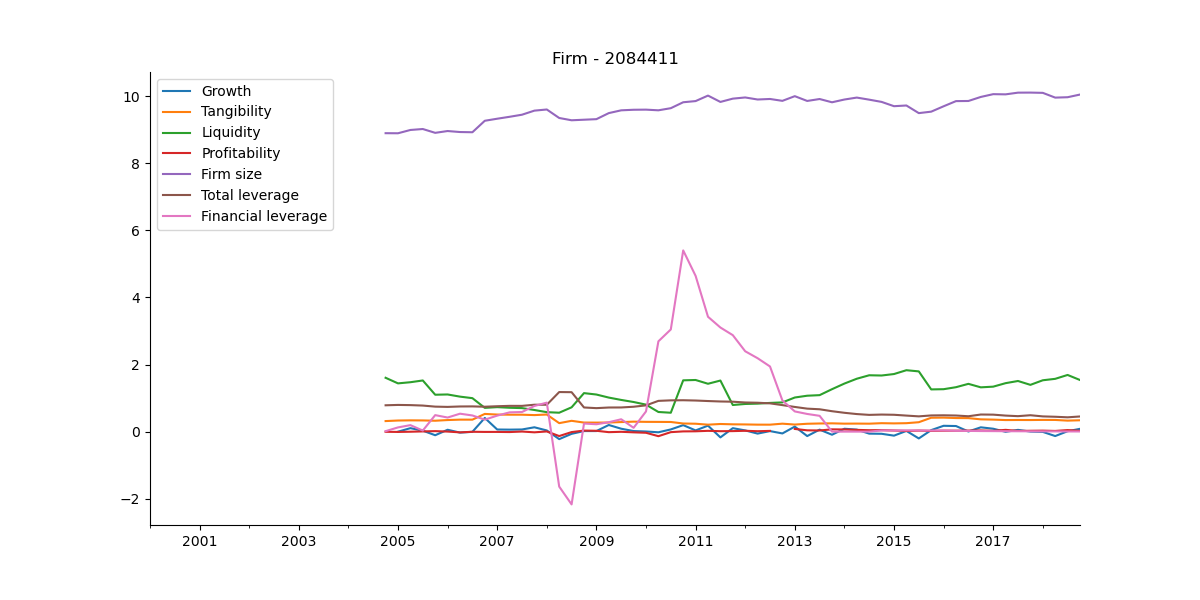 Firm - 2084411
Growth
Tangibility
Liquidity
Profitability
Firm size
Total leverage
Financial leverage
10
8
6
4
2
0
−2
2001 2003 2005 2007 2009 2011 2013 2015 2017